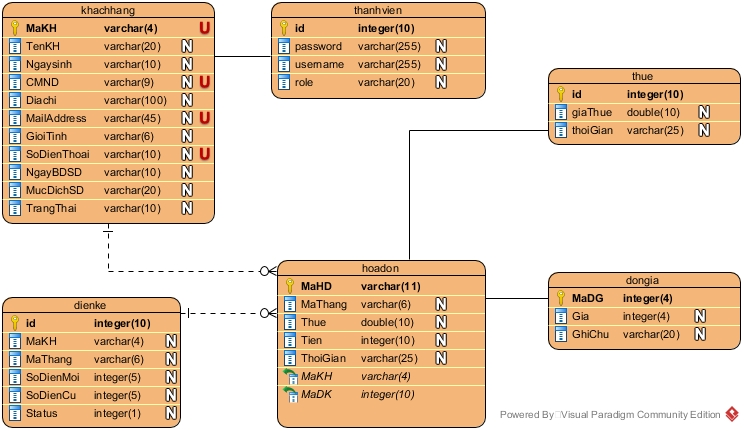 khachhang
MaKH varchar(4) U
TenKH varchar(20) N
Ngaysinh varchar(10) N
CMND varchar(9) N U
Diachi varchar(100) N
MailAddress varchar(45) N U
GioiTinh varchar(6) N
SoDienThoai varchar(10) N U
NgayBDSD varchar(10) N
MucDichSD varchar(20) N
TrangThai varchar(10) N
thanhvien
id integer(10)
password varchar(255) N
username varchar(255) N
role varchar(20) N
thue
id integer(10)
giaThue double(10) N
thoiGian varchar(25) N
hoadon
MaHD varchar(11)
MaThang varchar(6) N
Thue double(10) N
Tien integer(10) N
ThoiGian varchar(25) N
MaKH varchar(4)
MaDK integer(10)
dongia
MaDG integer(4)
Gia integer(4) N
GhiChu varchar(20) N
dienke
id integer(10)
MaKH varchar(4) N
MaThang varchar(6) N
SoDienMoi integer(5) N
SoDienCu integer(5) N
Status integer(1) N
Powered By Visual Paradigm Community Edition